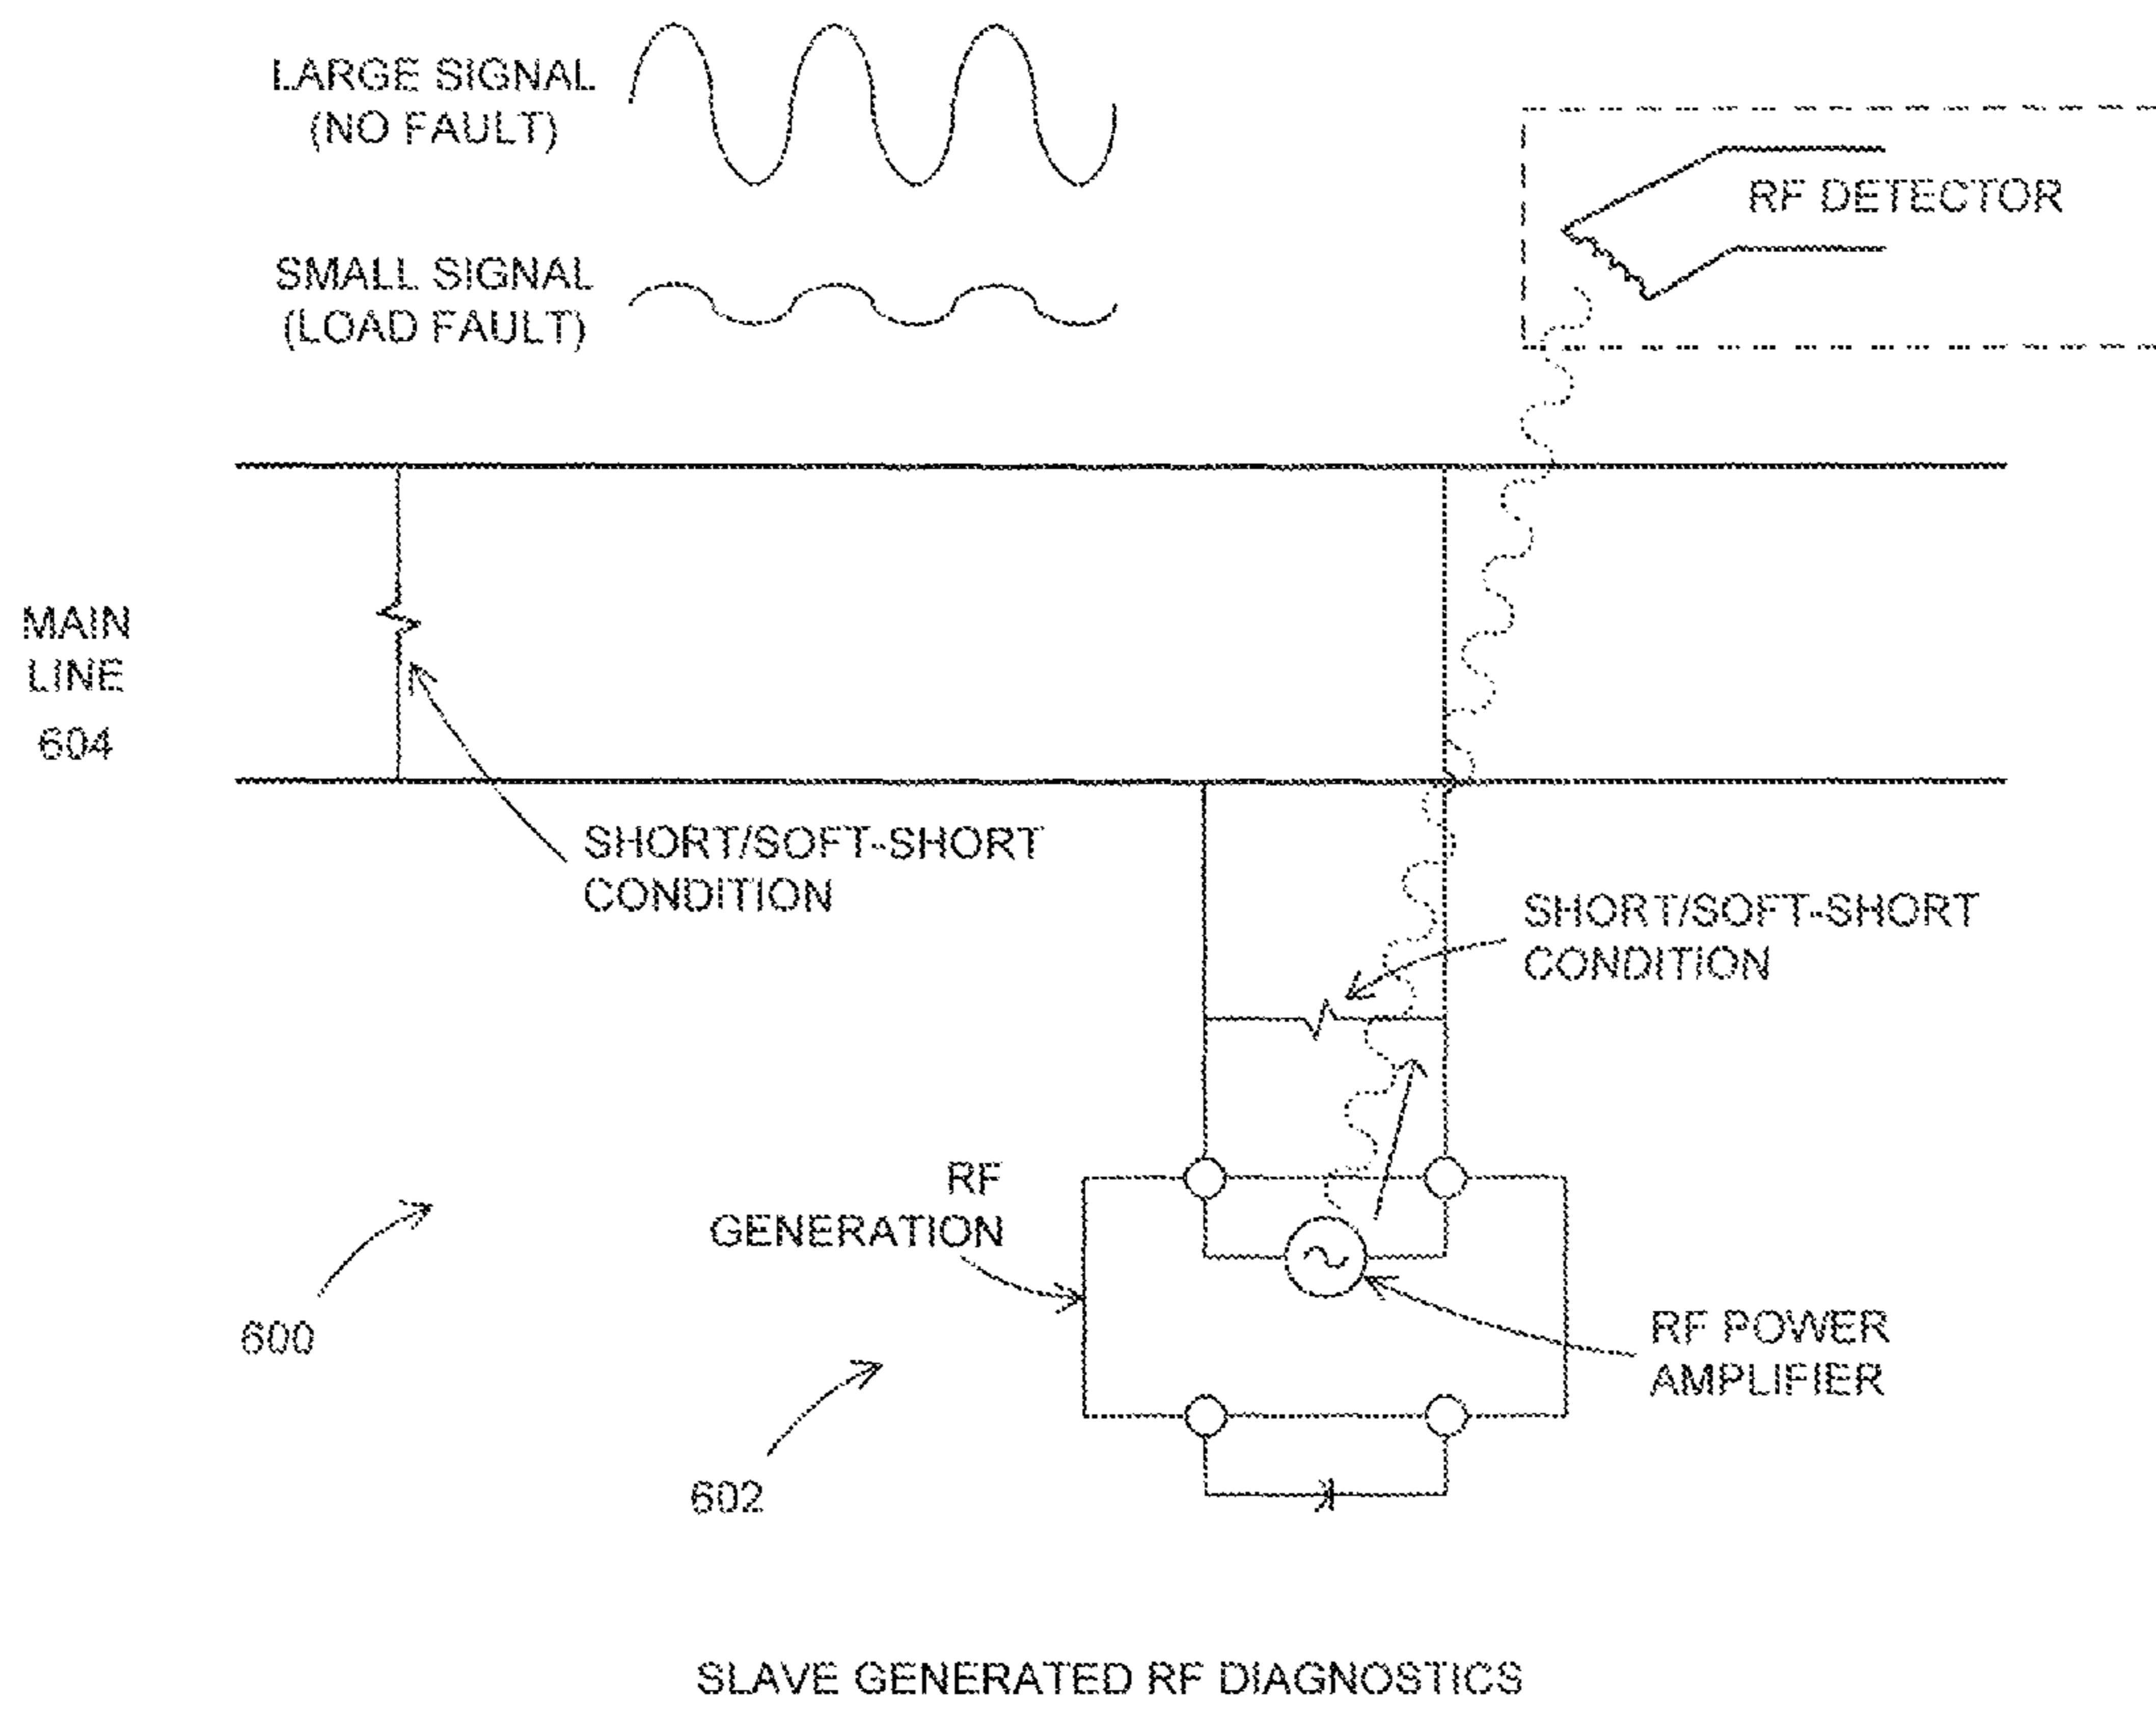 LARGE SIGNAL
(NO FAULT)
RF DETECTOR
SMALL SIGNAL
(LOAD FAULT)
MAIN
LINE
604
SHORT/SOFT-SHORT
CONDITION
SHORT/SOFT-SHORT
CONDITION
RF
GENERATION
600
RF POWER
AMPLIFIER
602
SLAVE GENERATED RF DIAGNOSTICS